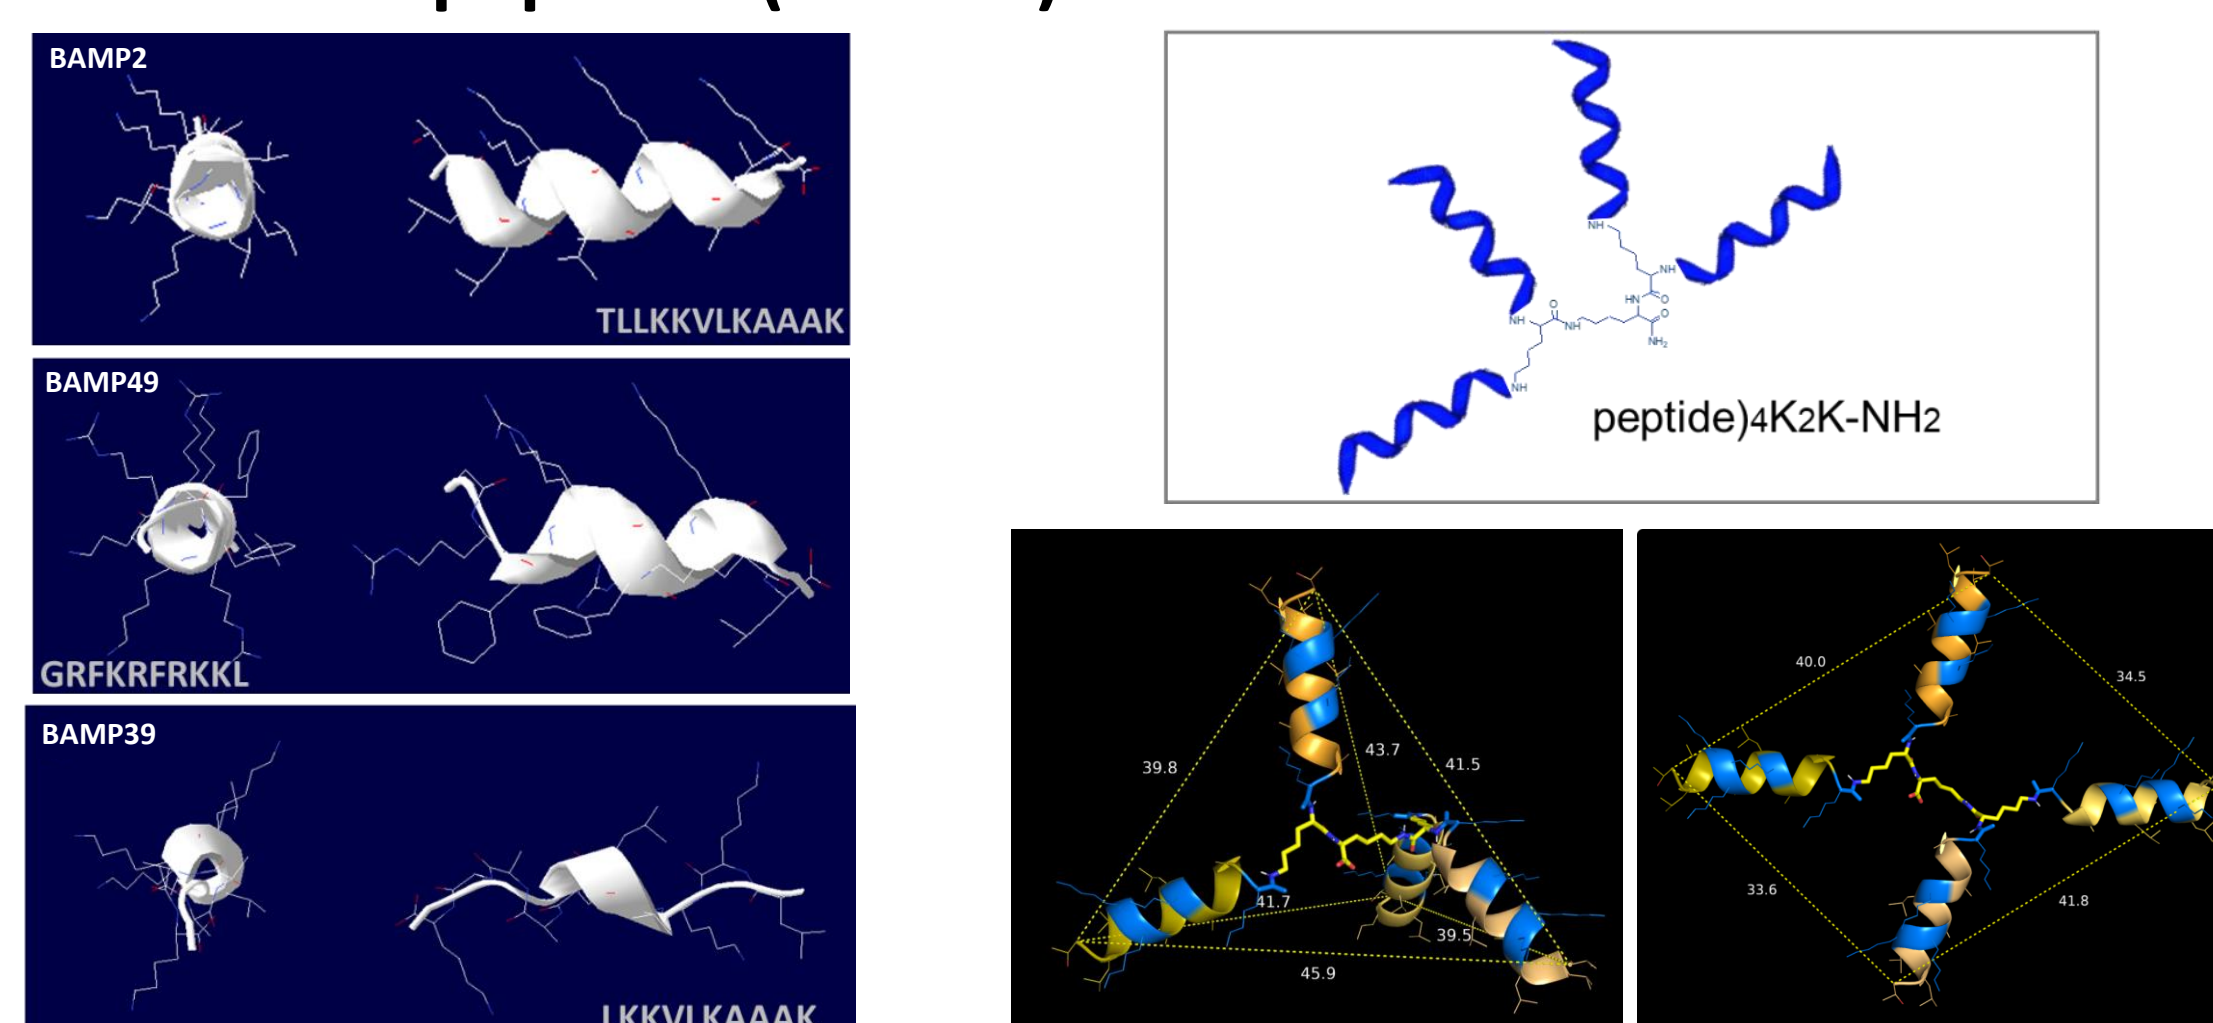 BAMP2
TLLKKVLKAAAK
BAMP49
GRFKRFRKKL
BAMP39
LKKVLKAAAK
NH
NH
HN
O
O
O
NH
NH
NH2
NH
peptide)4K2K-NH2
39.8
43.7
41.5
41.7
39.5
45.9
40.0
34.5
33.6
41.8